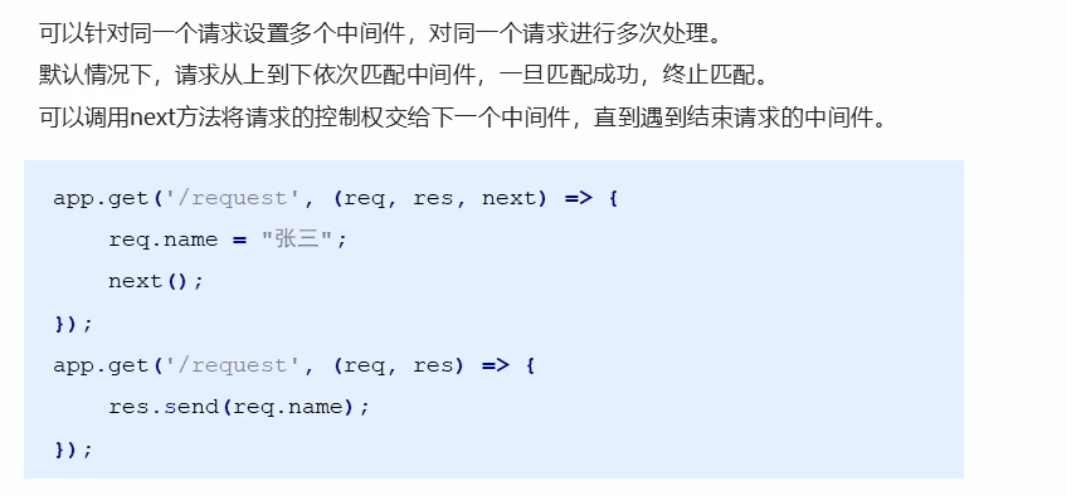 可以针对同一个请求设置多个中间件，对同一个请求进行多次处理。
默认情况下，请求从上到下依次匹配中间件，一旦匹配成功，终止匹配。
可以调用next方法将请求的控制权交给下一个中间件，直到遇到结束请求的中间件。
app.get('/request', (req, res, next) => {
    req.name = "张三";
    next();
});
app.get('/request', (req, res) => {
    res.send(req.name);
});